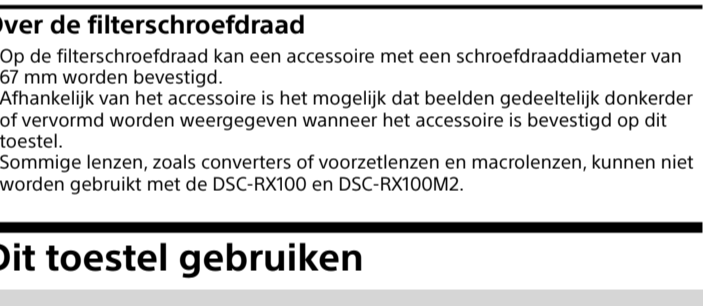 Over de filterschroefdraad
Op de filterschroefdraad kan een accessoire met een schroefdraaddiameter van
67 mm worden bevestigd.
Afhankelijk van het accessoire is het mogelijk dat beelden gedeeltelijk donkerder
of vervormd worden weergegeven wanneer het accessoire is bevestigd op dit
toestel.
Sommige lenzen, zoals converters of voorzetlenzen en macrolenzen, kunnen niet
worden gebruikt met de DSC-RX100 en DSC-RX100M2.
Dit toestel gebruiken